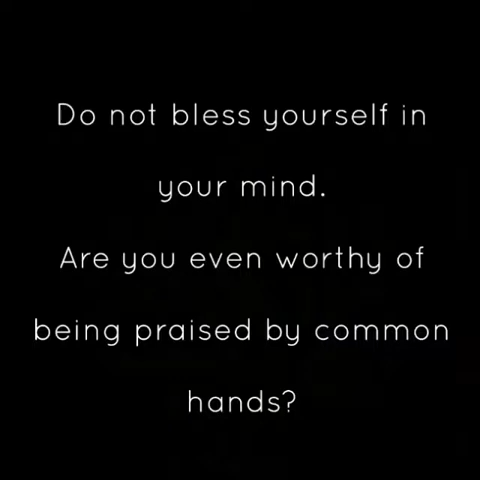 Do not bless yourself in
your mind.
Are you even worthy of
being praised by common
hands?